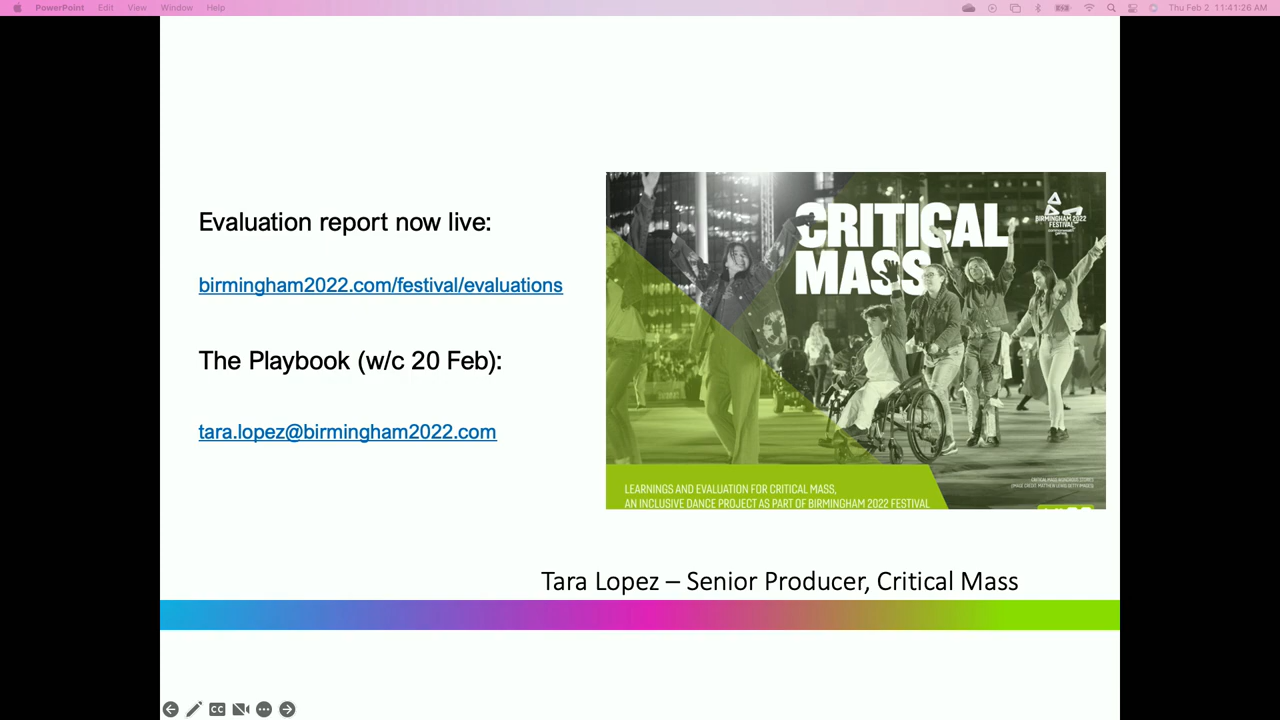 PowerPoint Edit View Window Help
Thu Feb 2 11:41:26 AM
Evaluation report now live:
birmingham2022.com/festival/evaluations
The Playbook (w/c 20 Feb):
tara.lopez@birmingham2022.com
CRITICAL
MASS
BIRMINGHAM 2022
FESTIVAL
LEARNINGS AND EVALUATION FOR CRITICAL MASS,
AN INCLUSIVE DANCE PROJECT AS PART OF BIRMINGHAM 2022 FESTIVAL
Tara Lopez – Senior Producer, Critical Mass
CC